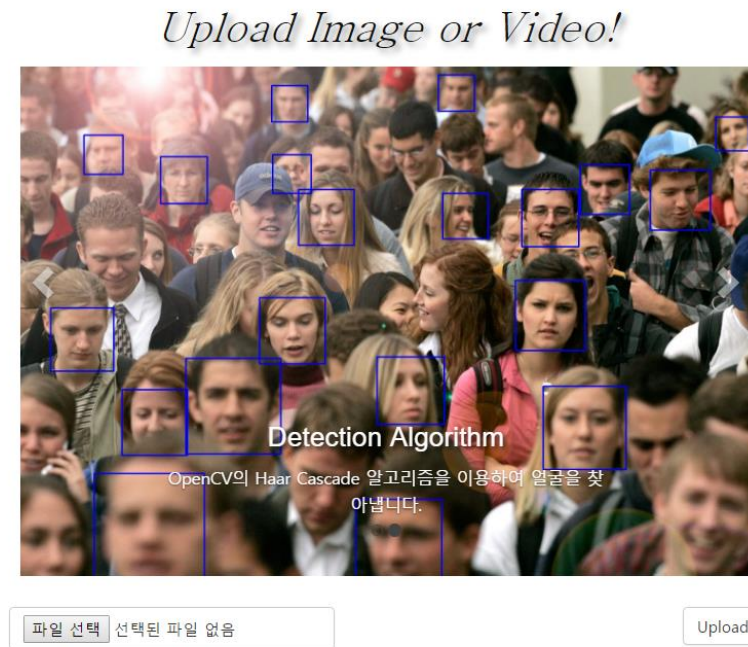 Upload Image or Video!
Detection Algorithm
OpenCV의 Haar Cascade 알고리즘을 이용하여 얼굴을 찾
아냅니다.
파일 선택 선택된 파일 없음
Upload